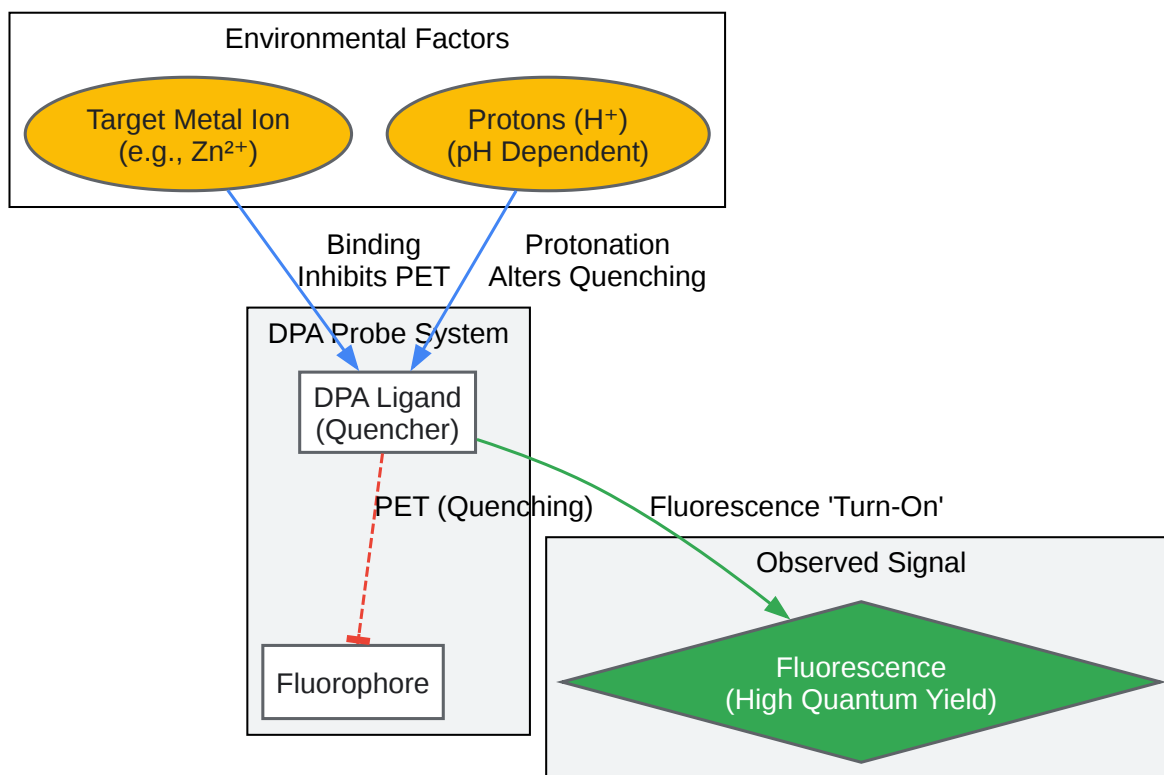 Environmental Factors
Target Metal Ion
(e.g., Zn²⁺)
Protons (H⁺)
(pH Dependent)
Binding
Inhibits PET
Protonation
Alters Quenching
DPA Probe System
DPA Ligand
(Quencher)
PET (Quenching)
Fluorescence 'Turn-On'
Observed Signal
Fluorophore
Fluorescence
(High Quantum Yield)